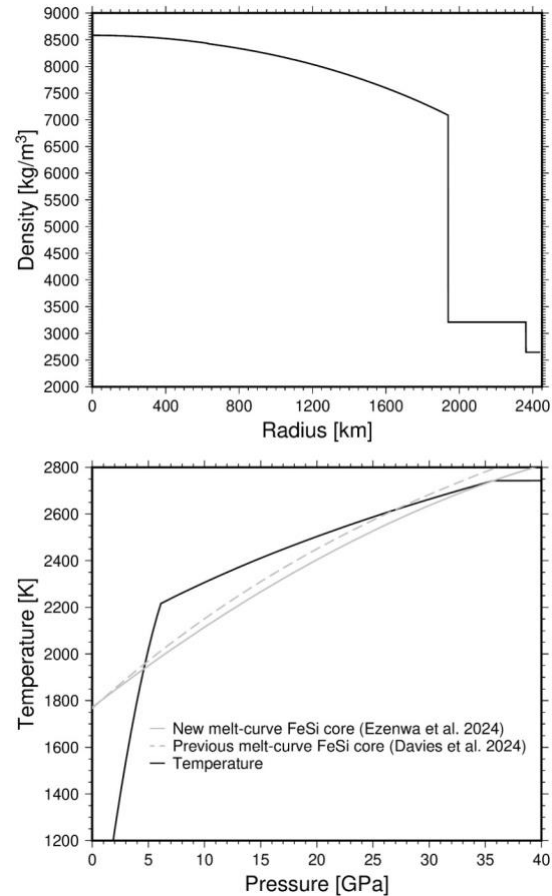 Density [kg/m³]
9000
8500
8000
7500
7000
6500
6000
5500
5000
4500
4000
3500
3000
2500
2000
0 400 800 1200 1600 2000 2400
Radius [km]
Temperature [K]
2800
2600
2400
2200
2000
1800
1600
1400
1200
New melt-curve FeSi core (Ezenwa et al. 2024)
Previous melt-curve FeSi core (Davies et al. 2024)
Temperature
0 5 10 15 20 25 30 35 40
Pressure [GPa]